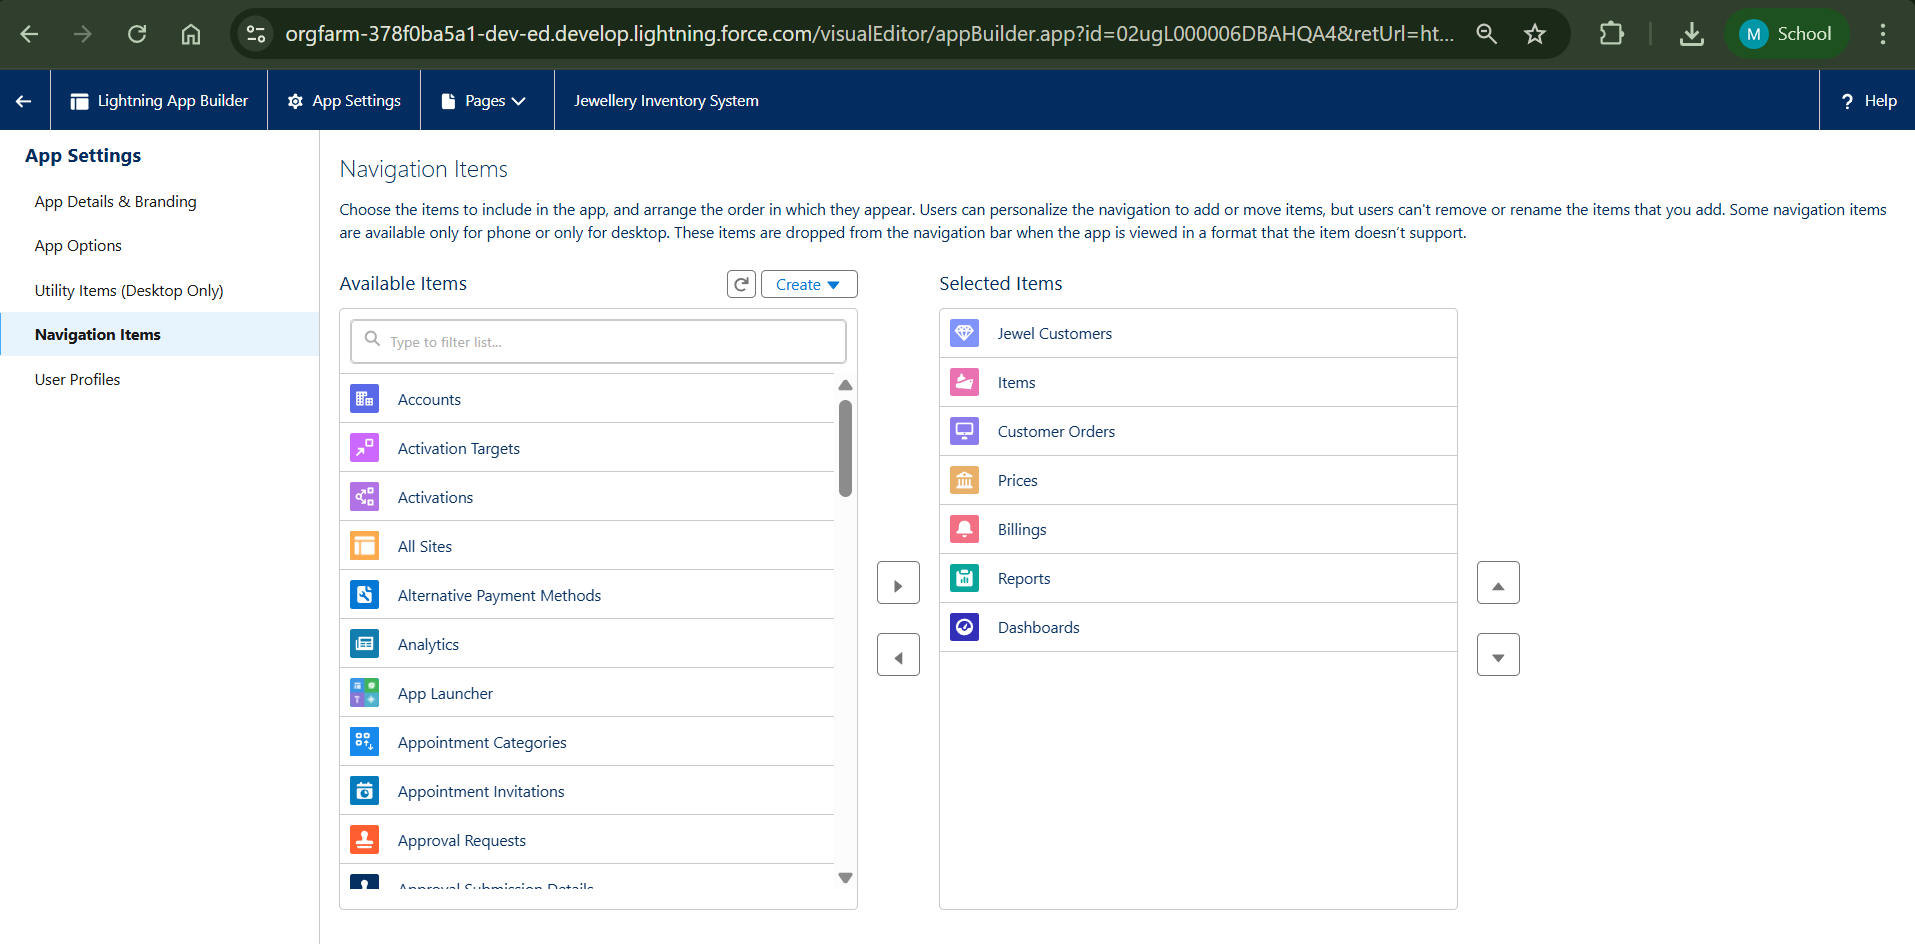 orgfarm-378f0ba5a1-dev-ed.develop.lightning.force.com/visualEditor/appBuilder.app?id=02ugL000006DBAHQA4&retUrl=ht...
M School
Lightning App Builder
App Settings
Pages
Jewellery Inventory System
? Help
App Settings
App Details & Branding
App Options
Utility Items (Desktop Only)
Navigation Items
User Profiles
Navigation Items
Choose the items to include in the app, and arrange the order in which they appear. Users can personalize the navigation to add or move items, but users can't remove or rename the items that you add. Some navigation items
are available only for phone or only for desktop. These items are dropped from the navigation bar when the app is viewed in a format that the item doesn’t support.
Available Items
Create
Type to filter list...
Accounts
Activation Targets
Activations
All Sites
Alternative Payment Methods
Analytics
App Launcher
Appointment Categories
Appointment Invitations
Approval Requests
Approval Submission Details
Selected Items
Jewel Customers
Items
Customer Orders
Prices
Billings
Reports
Dashboards